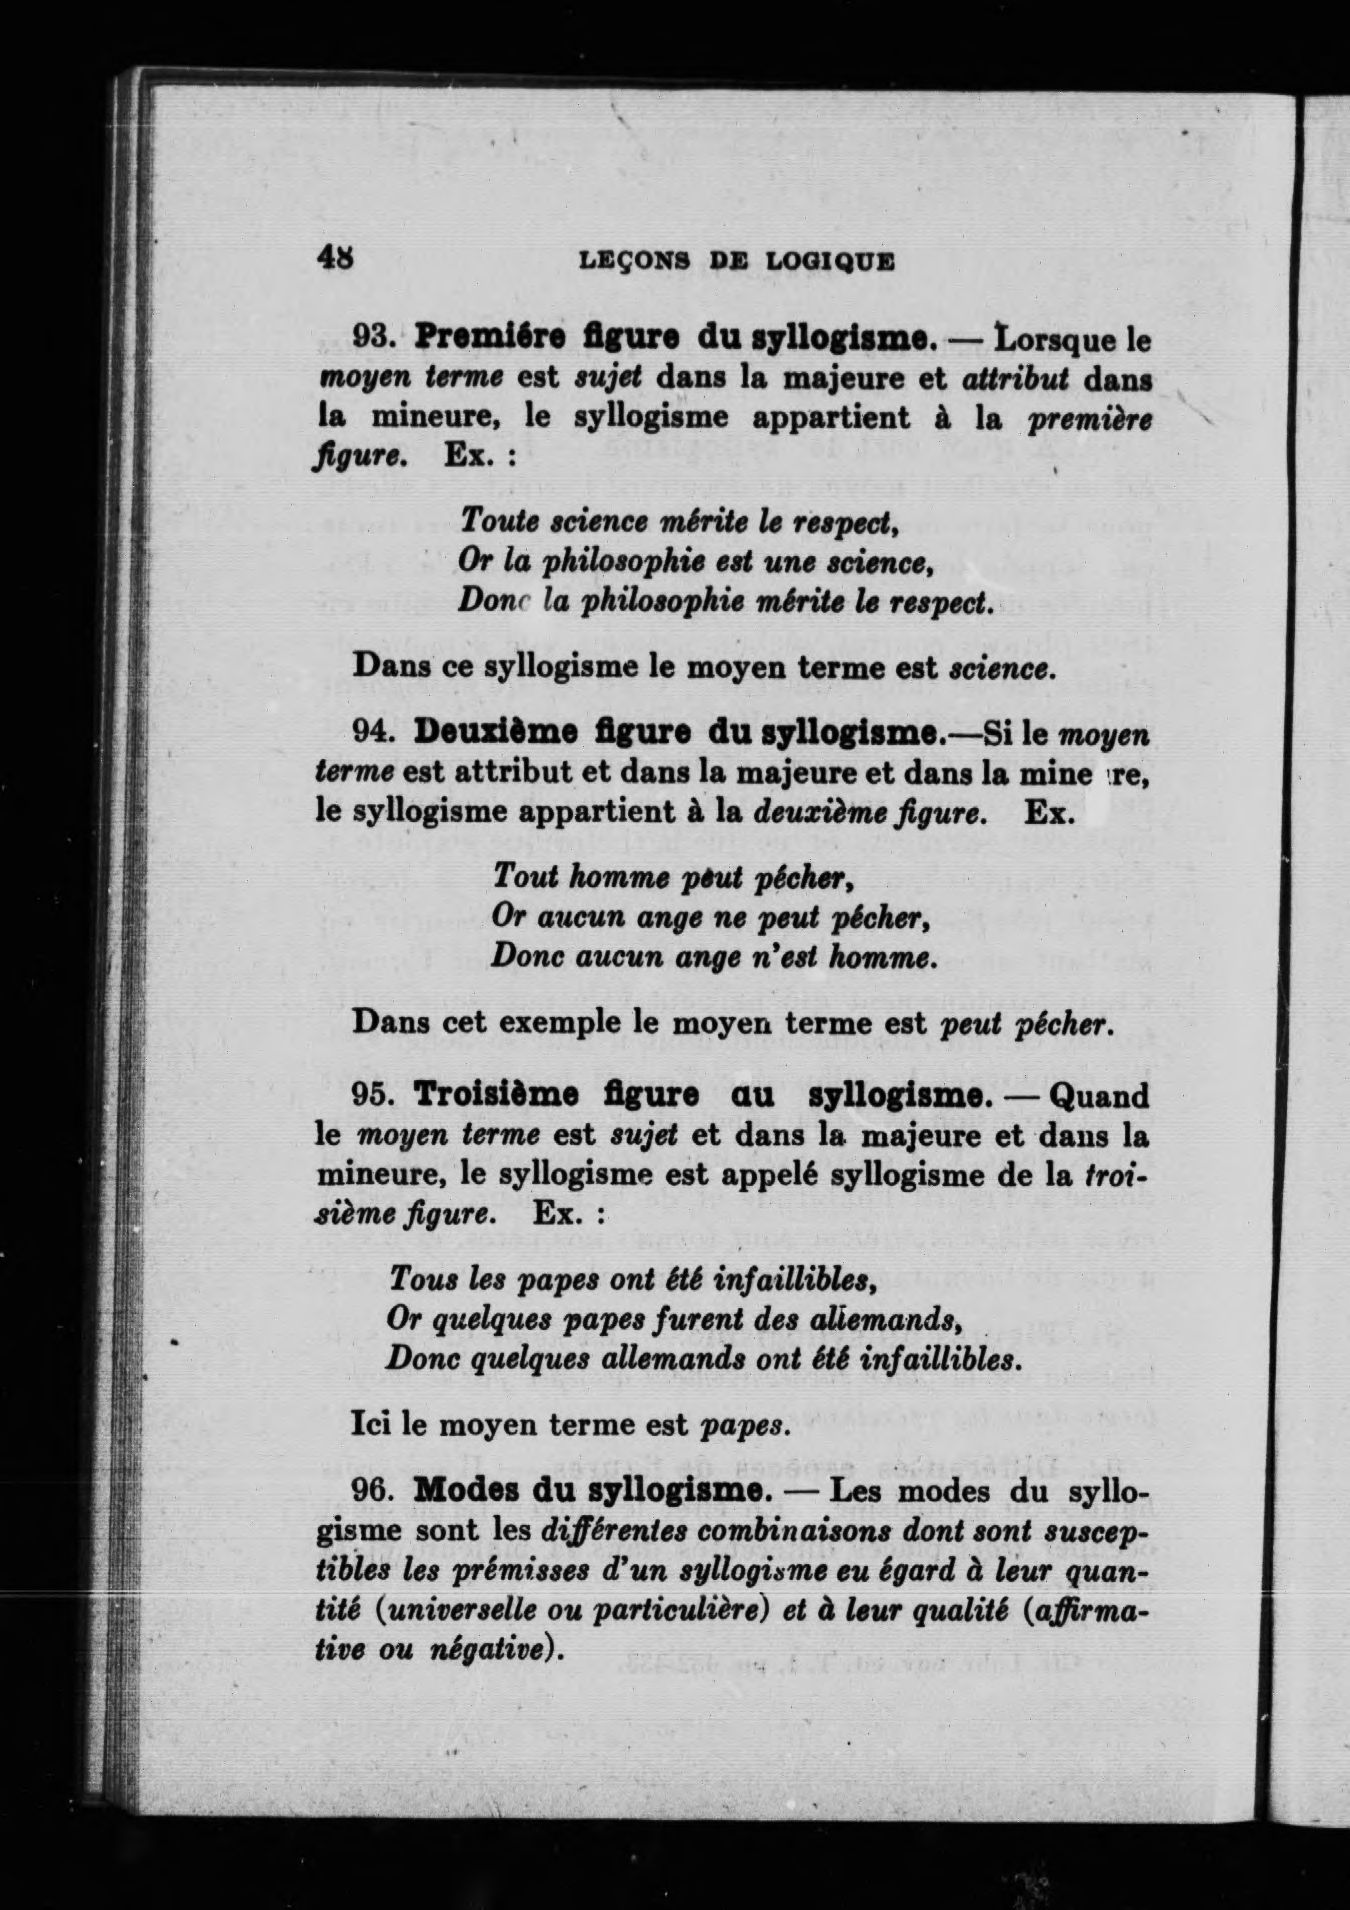 48 LEÇONS DE LOGIQUE
93. Premiére figure du syllogisme. — Lorsque le
moyen terme est sujet dans la majeure et attribut dans
la mineure, le syllogisme appartient à la première
figure. Ex. :
Toute science mérite le respect,
Or la philosophie est une science,
Donc la philosophie mérite le respect.
Dans ce syllogisme le moyen terme est science.
94. Deuxième figure du syllogisme.—Si le moyen
terme est attribut et dans la majeure et dans la mineure,
le syllogisme appartient à la deuxième figure. Ex.
Tout homme peut pécher,
Or aucun ange ne peut pécher,
Donc aucun ange n'est homme.
Dans cet exemple le moyen terme est peut pécher.
95. Troisième figure du syllogisme. — Quand
le moyen terme est sujet et dans la majeure et dans la
mineure, le syllogisme est appelé syllogisme de la troi-
sième figure. Ex. :
Tous les papes ont été infaillibles,
Or quelques papes furent des allemands,
Donc quelques allemands ont été infaillibles.
Ici le moyen terme est papes.
96. Modes du syllogisme. — Les modes du syllo-
gisme sont les différentes combinaisons dont sont suscep-
tibles les prémisses d'un syllogisme eu égard à leur quan-
tité (universelle ou particulière) et à leur qualité (affirma-
tive ou négative).